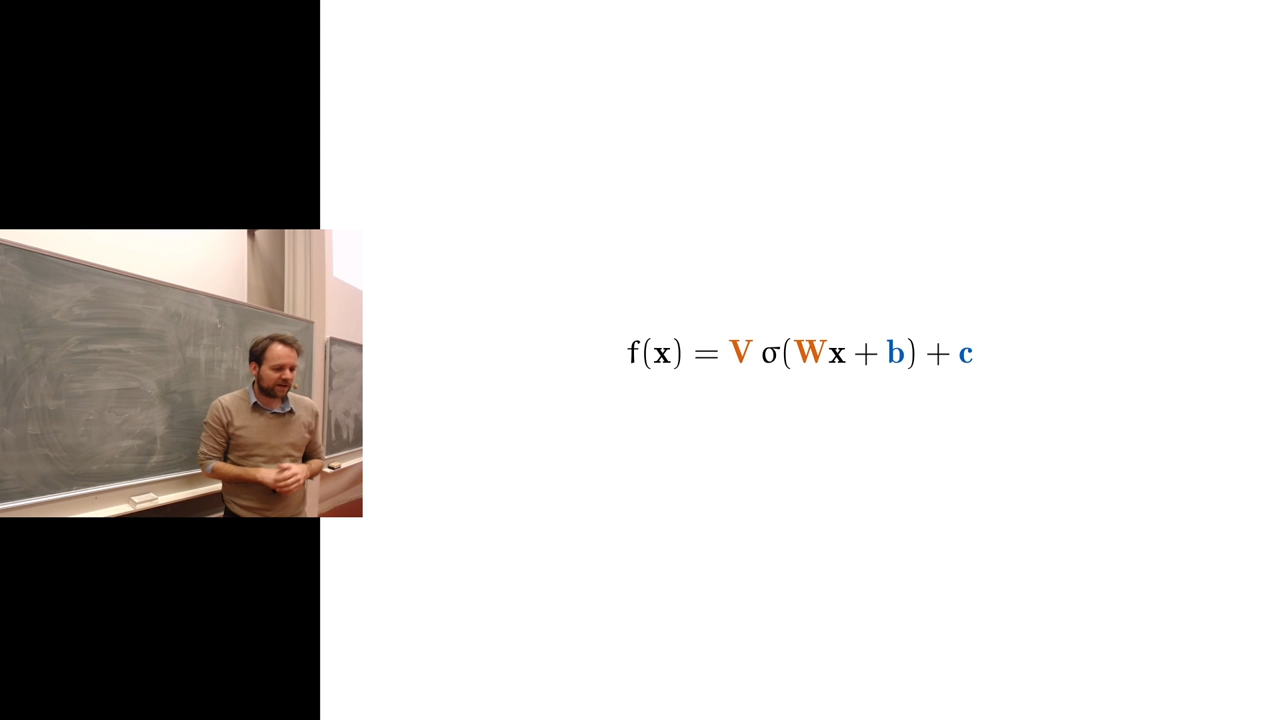 f(x) = V σ(Wx + b) + c